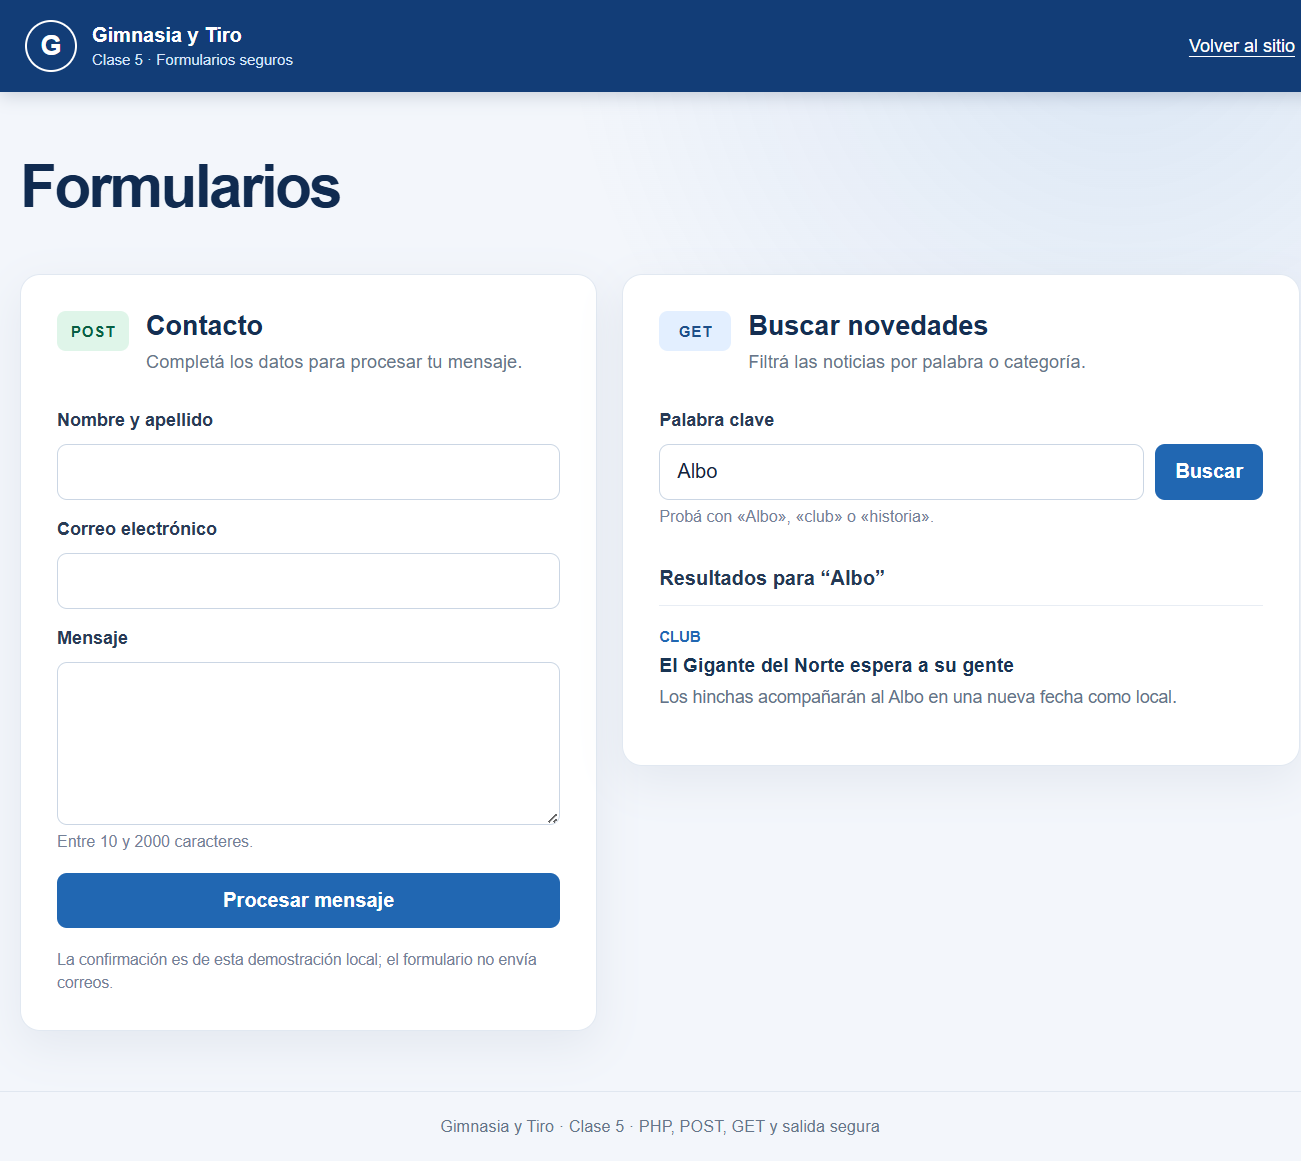 G
Gimnasia y Tiro
Clase 5 · Formularios seguros
Volver al sitio
Formularios
POST
Contacto
Completá los datos para procesar tu mensaje.
Nombre y apellido
Correo electrónico
Mensaje
Entre 10 y 2000 caracteres.
Procesar mensaje
La confirmación es de esta demostración local; el formulario no envía
correos.
GET
Buscar novedades
Filtrá las noticias por palabra o categoría.
Palabra clave
Albo
Buscar
Probá con «Albo», «club» o «historia».
Resultados para “Albo”
CLUB
El Gigante del Norte espera a su gente
Los hinchas acompañarán al Albo en una nueva fecha como local.
Gimnasia y Tiro · Clase 5 · PHP, POST, GET y salida segura